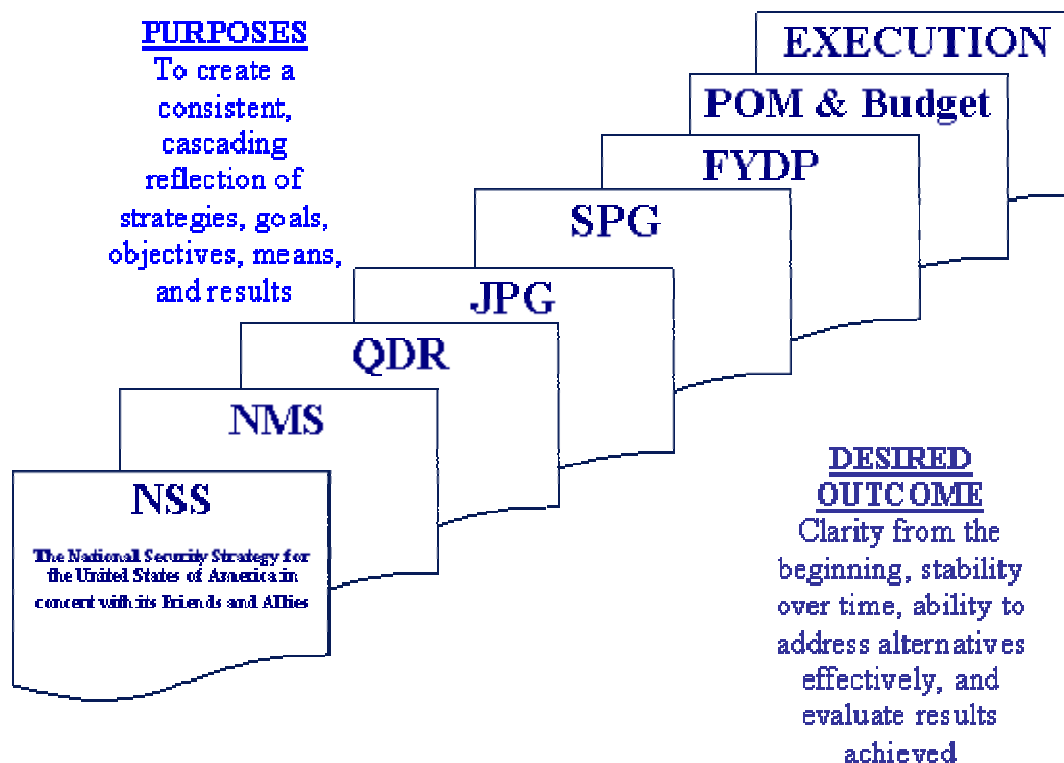 PURPOSES
To create a
consistent,
cascading
reflection of
strategies, goals,
objectives, means,
and results
EXECUTION
POM & Budget
FYDP
SPG
JPG
QDR
NMS
NSS
The National Security Strategy for
the United States of America in
concent with its Friends and Allies
DESIRED
OUTCOME
Clarity from the
beginning, stability
over time, ability to
address alternatives
effectively, and
evaluate results
achieved